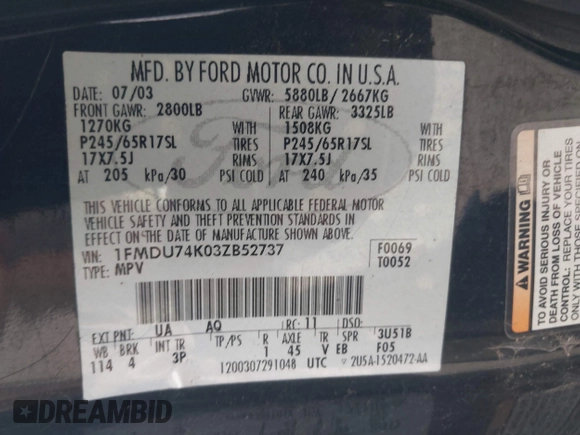 MFD. BY FORD MOTOR CO. IN U.S.A.
DATE: 07/03 GVWR: 5880LB/ 2667KG
FRONT GAWR: 2800LB REAR GAWR: 3325LB
1270KG WITH 1508KG WITH
P245/65R17SL TIRES P245/65R17SL TIRES
17X7.5J RIMS 17X7.5J RIMS
AT 205 kPa/30 PSI COLD AT 240 kPa/35 PSI COLD
THIS VEHICLE CONFORMS TO ALL APPLICABLE FEDERAL MOTOR
VEHICLE SAFETY AND THEFT PREVENTION STANDARDS IN
EFFECT ON THE DATE OF MANUFACTURE SHOWN ABOVE.
VIN: 1FMDU74K03ZB52737 F0069
TYPE: MPV T0052
EXT PNT: UA AQ RC: 11 DSO:
WB BRK INT TR TP/PS R AXLE TR SPR 3U51B
114 4 3P 1 45 V EB F05
1200307291048 UTC 2U5A-1520472-AA
Ford
TO AVOID SERIOUS INJURY OR
DEATH FROM LOSS OF VEHICLE
CONTROL: REPLACE YOUR TIRES
ONLY WITH THOSE
DREAMBID